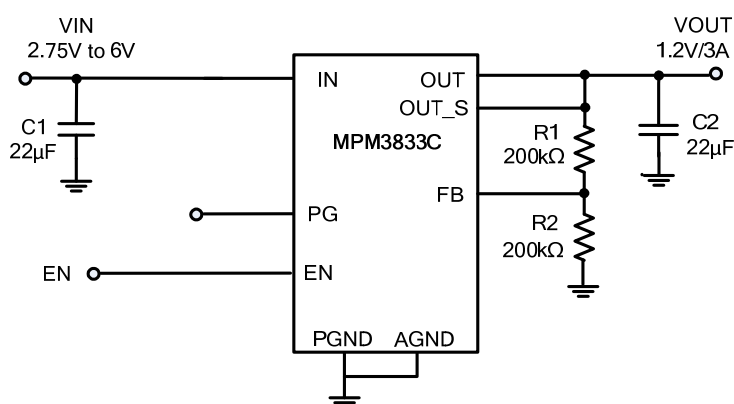 VIN
2.75V to 6V
VOUT
1.2V/3A
IN
OUT
OUT_S
MPM3833C
C1
22µF
R1
200kΩ
C2
22µF
PG
FB
R2
200kΩ
EN
EN
PGND
AGND